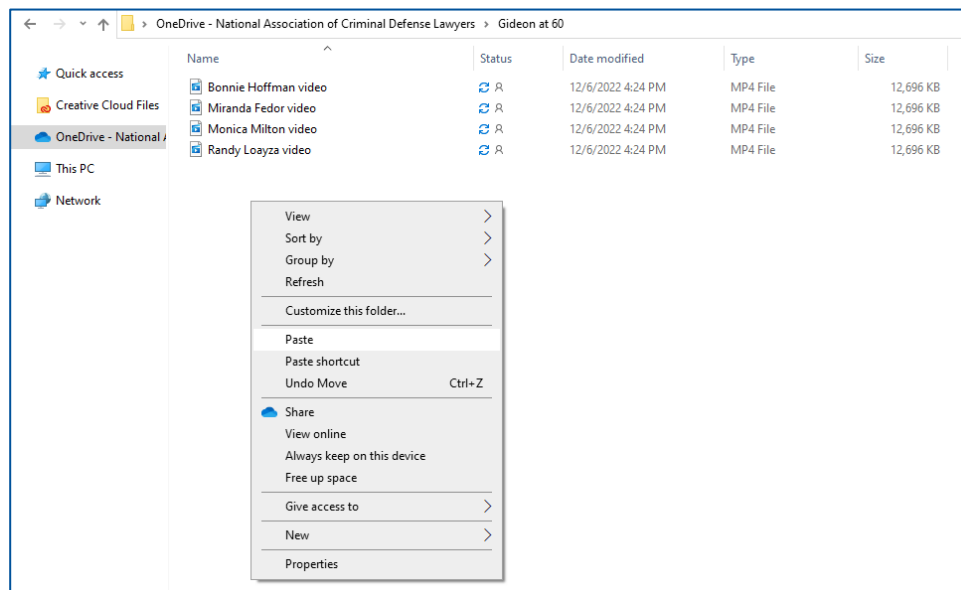 OneDrive - National Association of Criminal Defense Lawyers > Gideon at 60
Name Status Date modified Type Size
Quick access
Creative Cloud Files
OneDrive - National A
This PC
Network
Bonnie Hoffman video 12/6/2022 4:24 PM MP4 File 12,696 KB
Miranda Fedor video 12/6/2022 4:24 PM MP4 File 12,696 KB
Monica Milton video 12/6/2022 4:24 PM MP4 File 12,696 KB
Randy Loayza video 12/6/2022 4:24 PM MP4 File 12,696 KB
View
Sort by
Group by
Refresh
Customize this folder...
Paste
Paste shortcut
Undo Move Ctrl+Z
Share
View online
Always keep on this device
Free up space
Give access to
New
Properties